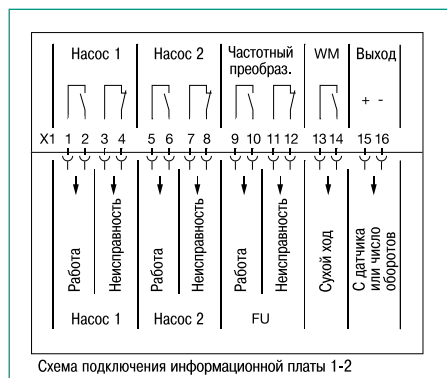 Насос 1 Насос 2 Частотный преобраз. WM Выход
+ -
X1 1 2 3 4 5 6 7 8 9 10 11 12 13 14 15 16
Работа
Неисправность
Работа
Неисправность
Работа
Неисправность
Сухой ход
С датчика
или число
оборотов
Насос 1 Насос 2 FU
Схема подключения информационной платы 1-2